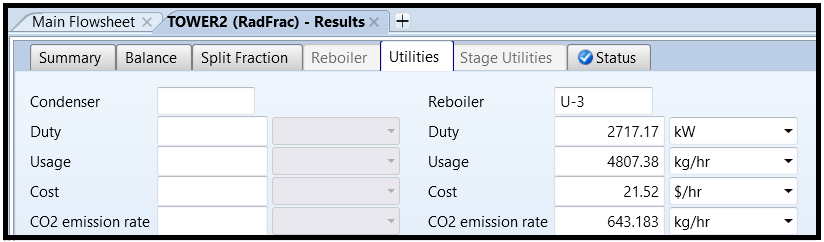 Main Flowsheet × TOWER2 (RadFrac) - Results × +
Summary Balance Split Fraction Reboiler Utilities Stage Utilities Status
Condenser Reboiler U-3
Duty Duty 2717.17 kW
Usage Usage 4807.38 kg/hr
Cost Cost 21.52 $/hr
CO2 emission rate CO2 emission rate 643.183 kg/hr